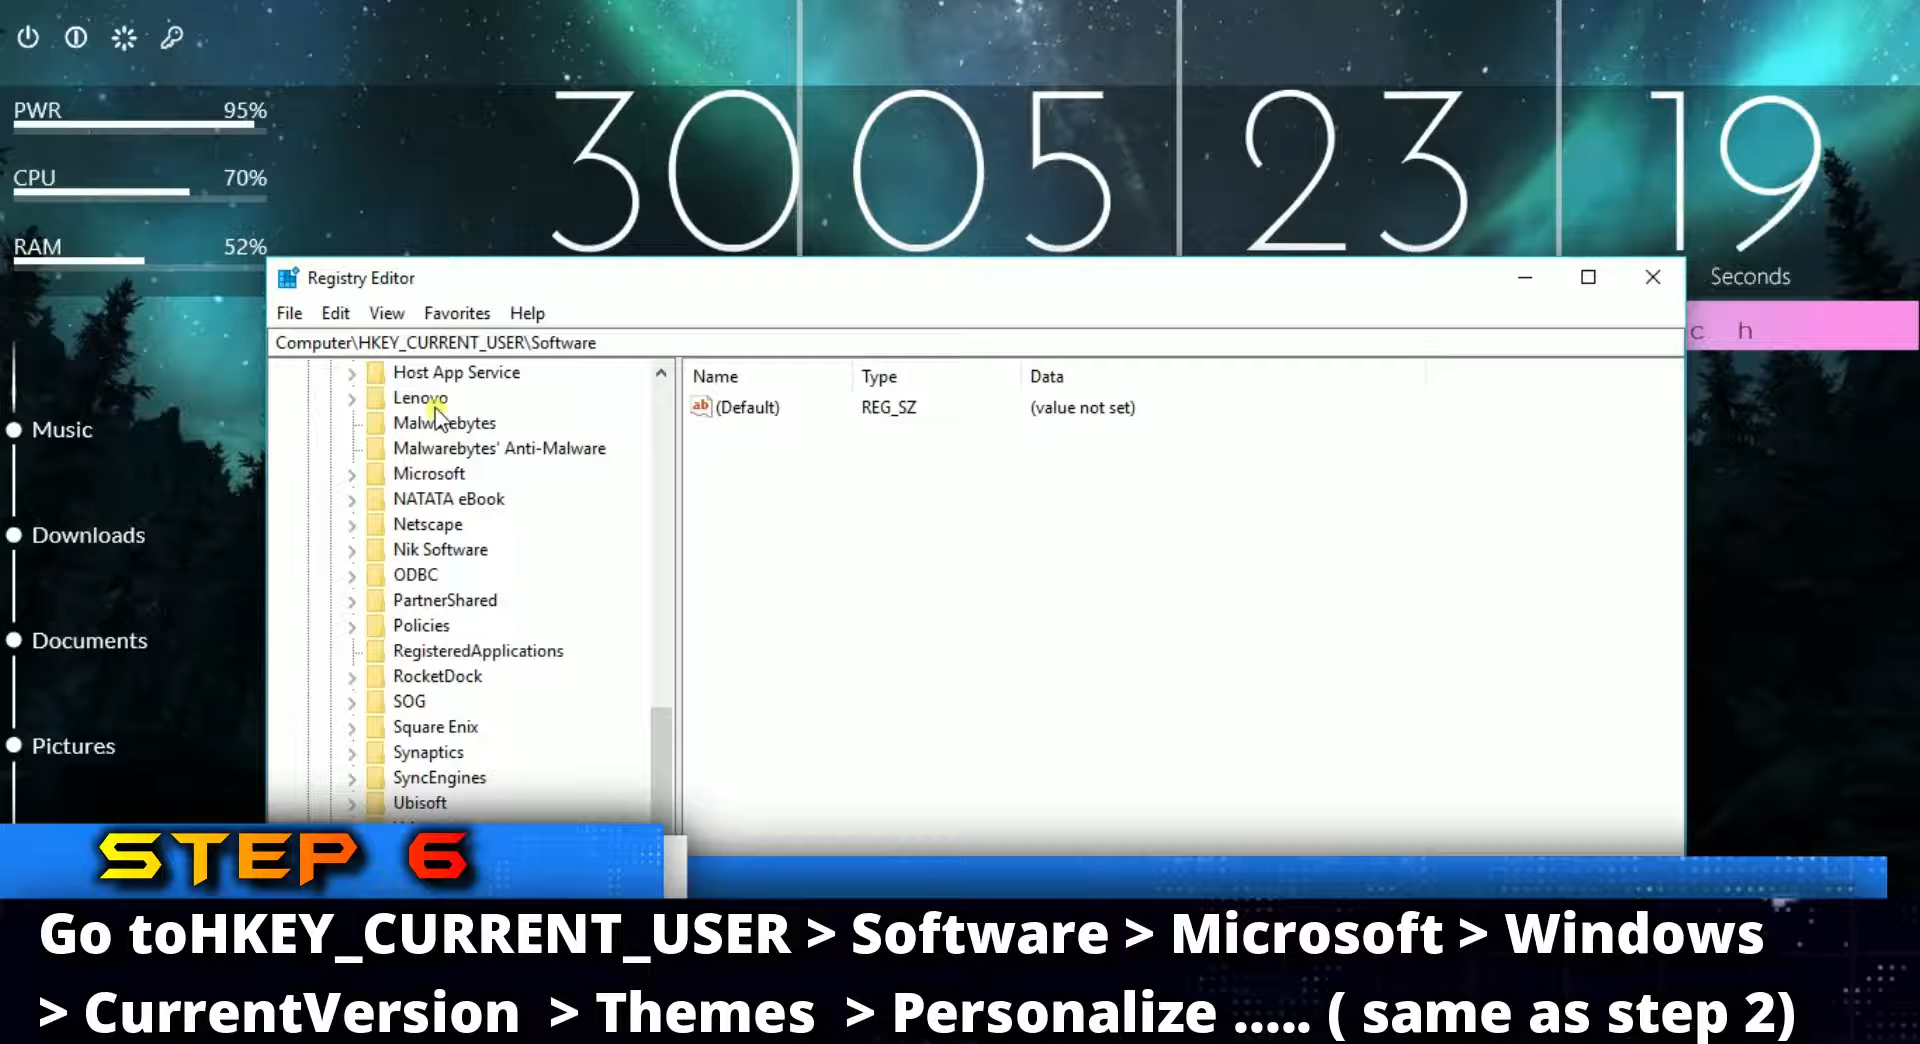 PWR 95%
CPU 70%
RAM 52%
30 05 23 19
Seconds
c h
Music
Downloads
Documents
Pictures
Registry Editor
File Edit View Favorites Help
Computer\HKEY_CURRENT_USER\Software
Host App Service
Lenovo
Malwarebytes
Malwarebytes' Anti-Malware
Microsoft
NATATA eBook
Netscape
Nik Software
ODBC
PartnerShared
Policies
RegisteredApplications
RocketDock
SOG
Square Enix
Synaptics
SyncEngines
Ubisoft
Name Type Data
ab (Default) REG_SZ (value not set)
STEP 6
Go toHKEY_CURRENT_USER > Software > Microsoft > Windows
> CurrentVersion > Themes > Personalize ..... ( same as step 2)